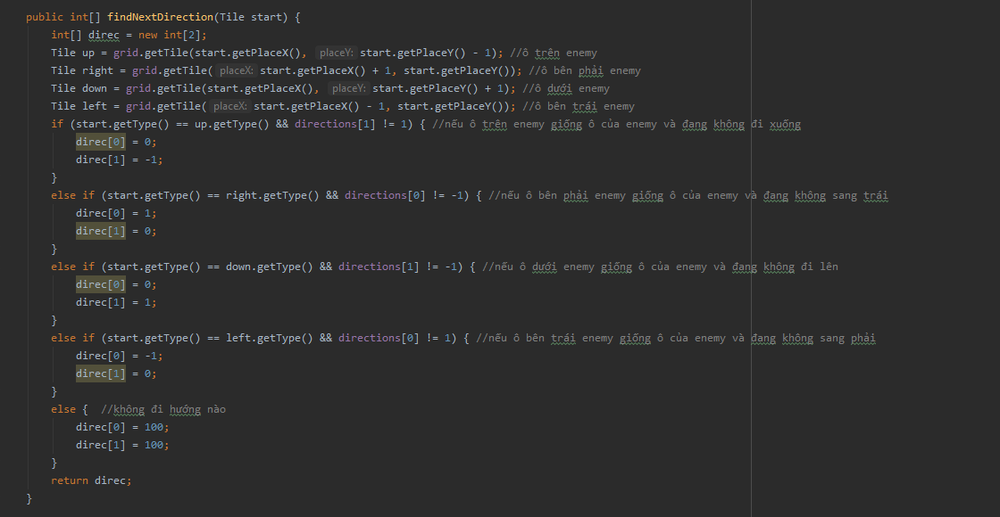 public int[] findNextDirection(Tile start) {
int[] direc = new int[2];
Tile up = grid.getTile(start.getPlaceX(), placeY: start.getPlaceY() - 1); //ô trên enemy
Tile right = grid.getTile( placeX: start.getPlaceX() + 1, start.getPlaceY()); //ô bên phải enemy
Tile down = grid.getTile(start.getPlaceX(), placeY: start.getPlaceY() + 1); //ô dưới enemy
Tile left = grid.getTile( placeX: start.getPlaceX() - 1, start.getPlaceY()); //ô bên trái enemy
if (start.getType() == up.getType() && directions[1] != 1) { //nếu ô trên enemy giống ô của enemy và đang không đi xuống
direc[0] = 0;
direc[1] = -1;
}
else if (start.getType() == right.getType() && directions[0] != -1) { //nếu ô bên phải enemy giống ô của enemy và đang không sang trái
direc[0] = 1;
direc[1] = 0;
}
else if (start.getType() == down.getType() && directions[1] != -1) { //nếu ô dưới enemy giống ô của enemy và đang không đi lên
direc[0] = 0;
direc[1] = 1;
}
else if (start.getType() == left.getType() && directions[0] != 1) { //nếu ô bên trái enemy giống ô của enemy và đang không sang phải
direc[0] = -1;
direc[1] = 0;
}
else { //không đi hướng nào
direc[0] = 100;
direc[1] = 100;
}
return direc;
}